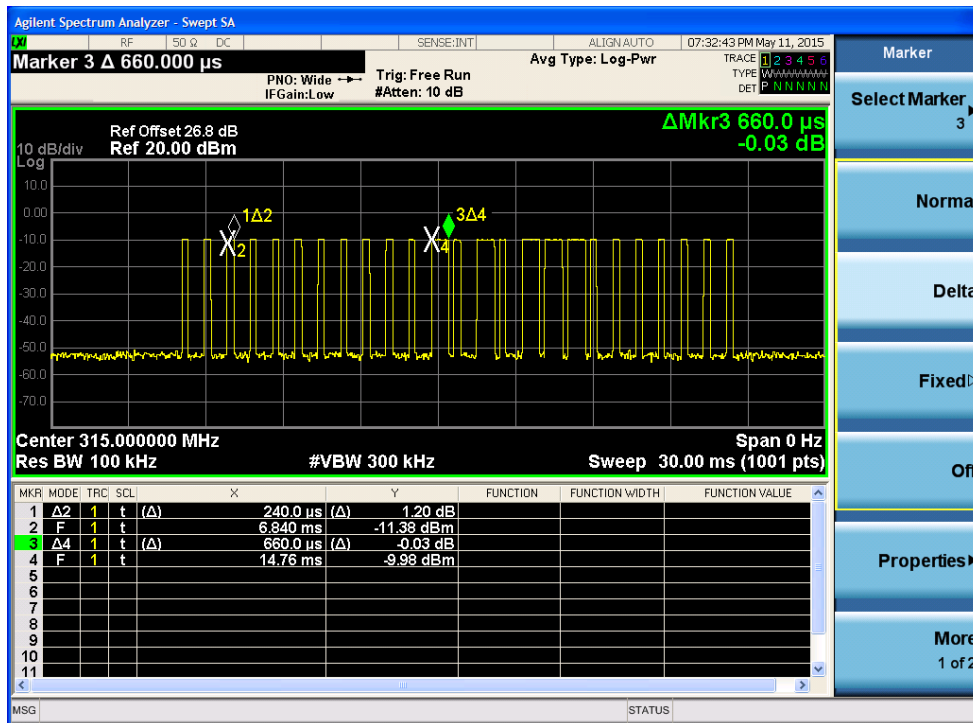 Agilent Spectrum Analyzer - Swept SA
LXI RF 50 Ω DC SENSE:INT ALIGN AUTO 07:32:43 PM May 11, 2015
Marker 3 Δ 660.000 µs
PNO: Wide
IFGain:Low
Trig: Free Run
#Atten: 10 dB
Avg Type: Log-Pwr
TRACE 1 2 3 4 5 6
TYPE W
DET P N N N N N
ΔMkr3 660.0 µs
-0.03 dB
Ref Offset 26.8 dB
10 dB/div Ref 20.00 dBm
Log
10.0
0.00
-10.0
-20.0
-30.0
-40.0
-50.0
-60.0
-70.0
1Δ2
2
3Δ4
4
Center 315.000000 MHz Span 0 Hz
Res BW 100 kHz #VBW 300 kHz Sweep 30.00 ms (1001 pts)
MKR MODE TRC SCL X Y FUNCTION FUNCTION WIDTH FUNCTION VALUE
1 Δ2 1 t (Δ) 240.0 µs (Δ) 1.20 dB
2 F 1 t 6.840 ms -11.38 dBm
3 Δ4 1 t (Δ) 660.0 µs (Δ) -0.03 dB
4 F 1 t 14.76 ms -9.98 dBm
5
6
7
8
9
10
11
MSG STATUS
Marker
Select Marker
3
Norma
Delta
Fixed
Off
Properties
More
1 of 2